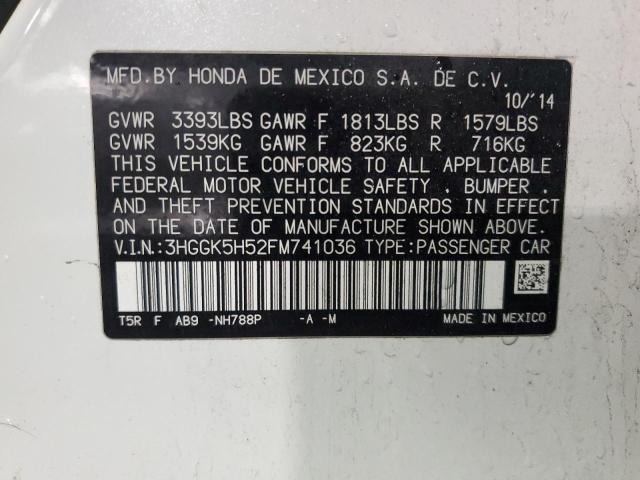 MFD.BY HONDA DE MEXICO S.A. DE C.V.
10/'14
GVWR 3393LBS GAWR F 1813LBS R 1579LBS
GVWR 1539KG GAWR F 823KG R 716KG
THIS VEHICLE CONFORMS TO ALL APPLICABLE
FEDERAL MOTOR VEHICLE SAFETY . BUMPER .
AND THEFT PREVENTION STANDARDS IN EFFECT
ON THE DATE OF MANUFACTURE SHOWN ABOVE.
V.I.N.:3HGGK5H52FM741036 TYPE:PASSENGER CAR
T5R F AB9 -NH788P -A -M MADE IN MEXICO